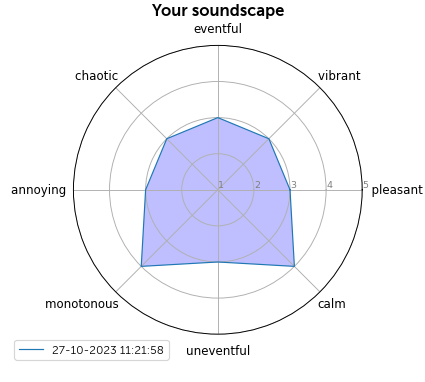 Your soundscape
eventful
chaotic
vibrant
annoying
1
2
3
4
5
pleasant
monotonous
calm
uneventful
27-10-2023 11:21:58